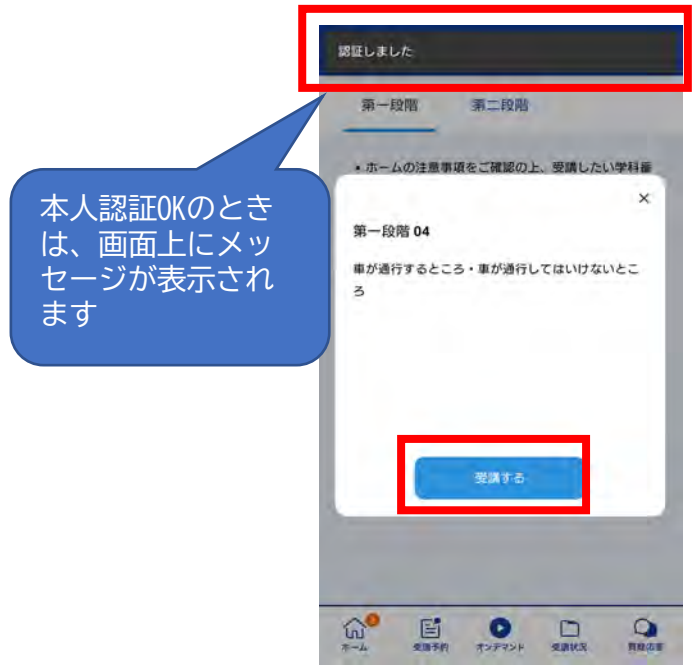 認証しました
第一段階 第二段階
• ホームの注意事項をご確認の上、受講したい学科番
本人認証OKのとき
は、画面上にメッ
セージが表示され
ます
×
第一段階 04
車が通行するところ・車が通行してはいけないとこ
ろ
受講する
ホーム 受講予約 オンデマンド 受講状況